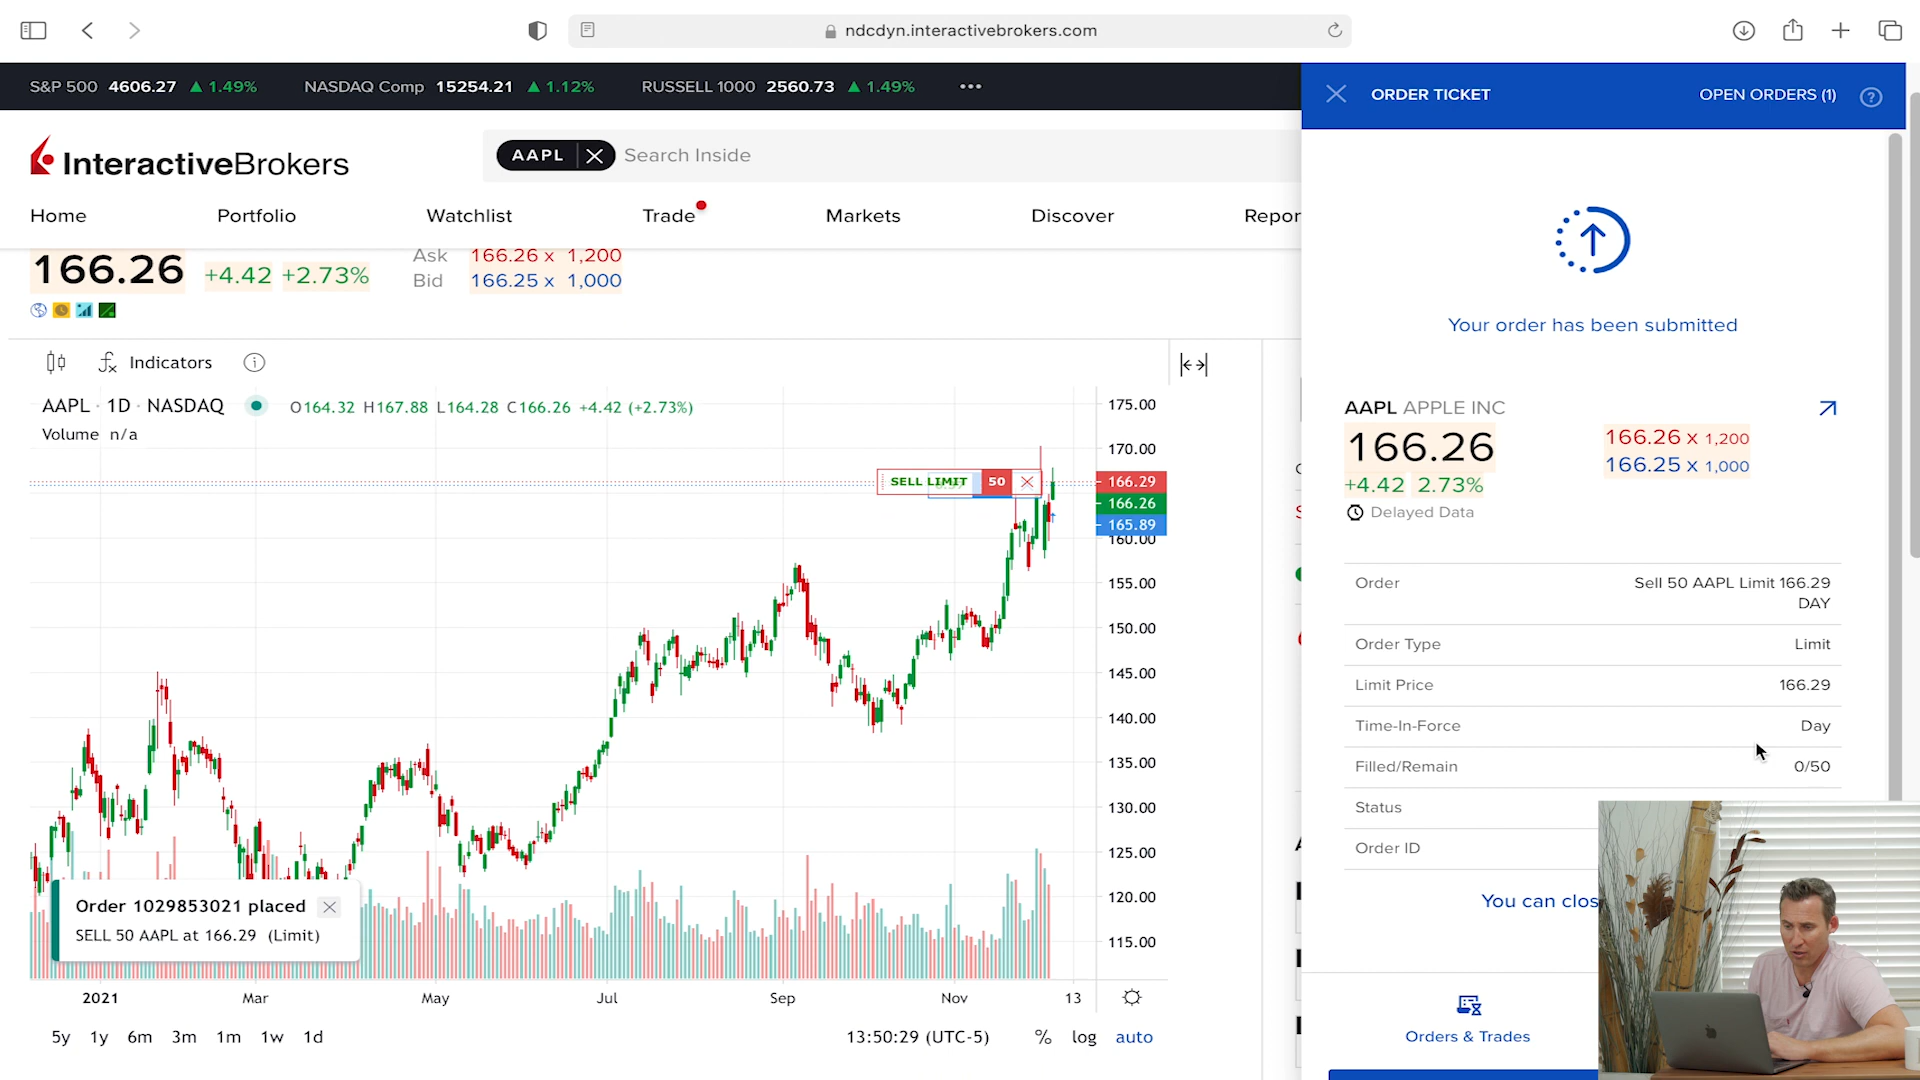 ndcdyn.interactivebrokers.com
S&P 500 4606.27 ▲ 1.49% NASDAQ Comp 15254.21 ▲ 1.12% RUSSELL 1000 2560.73 ▲ 1.49% •••
InteractiveBrokers
AAPL Search Inside
Home Portfolio Watchlist Trade Markets Discover Repor
166.26 +4.42 +2.73%
Ask 166.26 x 1,200
Bid 166.25 x 1,000
Indicators
AAPL · 1D · NASDAQ O164.32 H167.88 L164.28 C166.26 +4.42 (+2.73%)
Volume n/a
SELL LIMIT 50
175.00
170.00
166.29
166.26
165.89
160.00
155.00
150.00
145.00
140.00
135.00
130.00
125.00
120.00
115.00
Order 1029853021 placed
SELL 50 AAPL at 166.29 (Limit)
2021 Mar May Jul Sep Nov 13
5y 1y 6m 3m 1m 1w 1d 13:50:29 (UTC-5) % log auto
ORDER TICKET OPEN ORDERS (1)
Your order has been submitted
AAPL APPLE INC
166.26
+4.42 2.73%
166.26 x 1,200
166.25 x 1,000
Delayed Data
Order Sell 50 AAPL Limit 166.29
DAY
Order Type Limit
Limit Price 166.29
Time-In-Force Day
Filled/Remain 0/50
Status
Order ID
You can clos
Orders & Trades